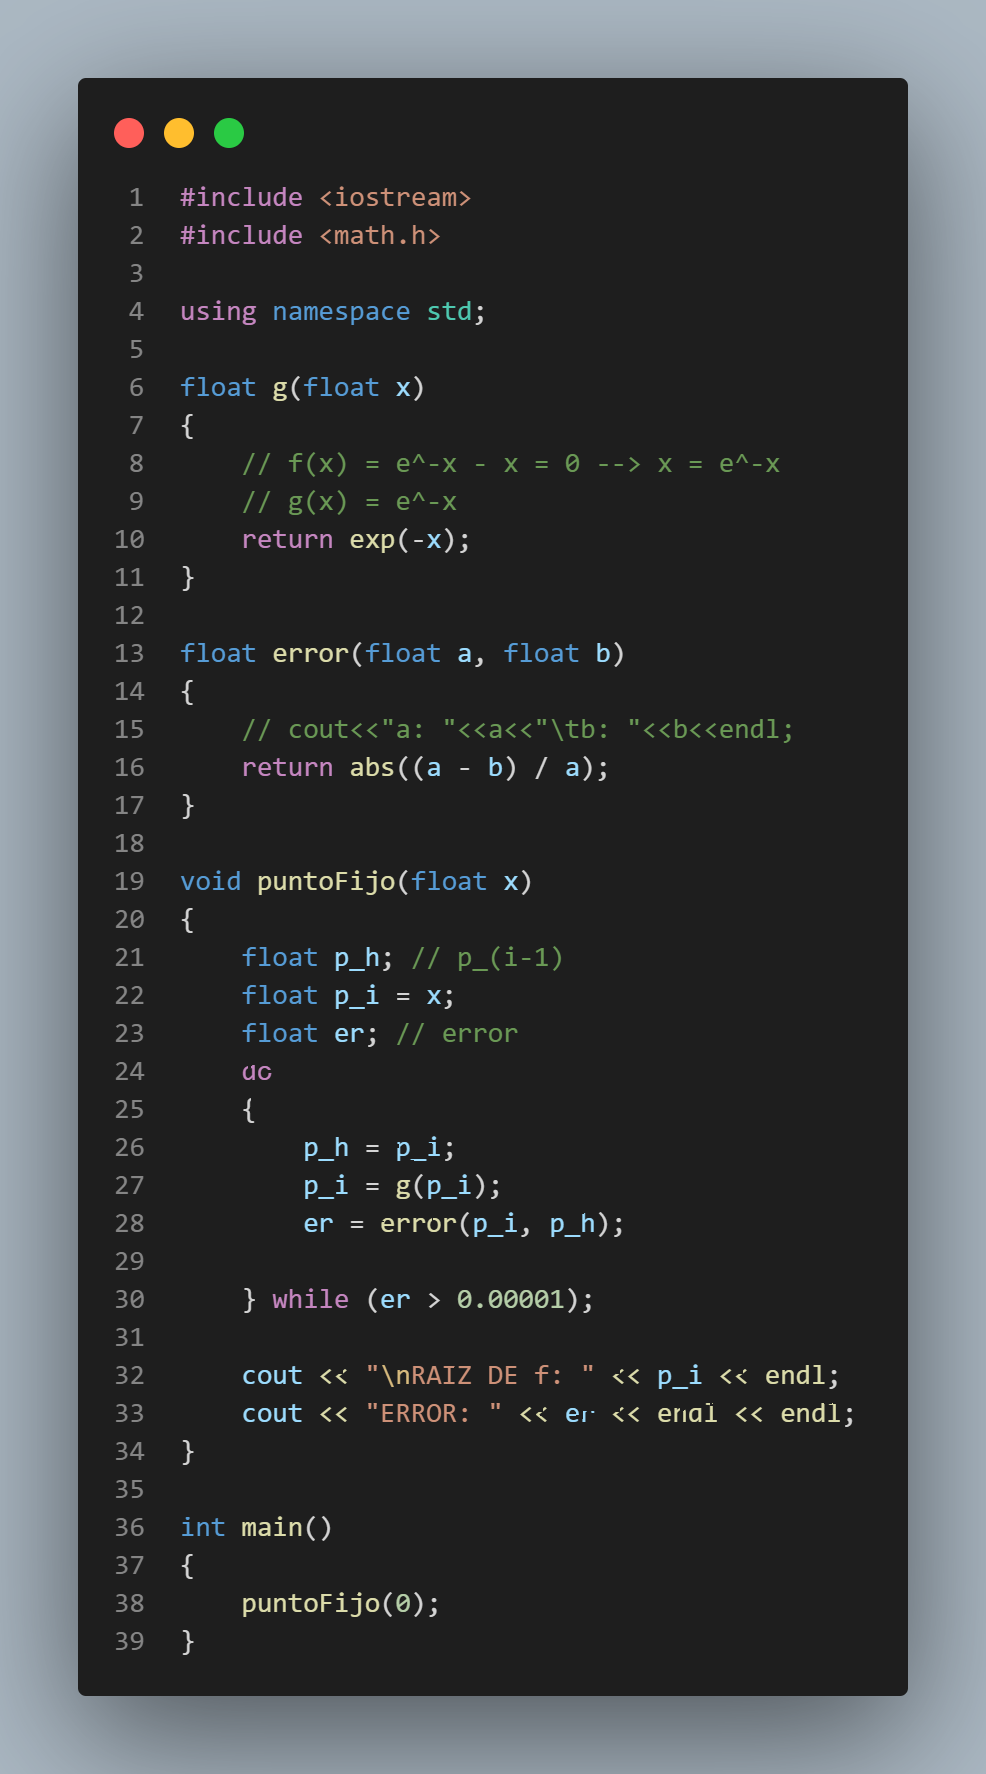 1 #include <iostream>
2 #include <math.h>
3
4 using namespace std;
5
6 float g(float x)
7 {
8     // f(x) = e^-x - x = 0 --> x = e^-x
9     // g(x) = e^-x
10     return exp(-x);
11 }
12
13 float error(float a, float b)
14 {
15     // cout<<"a: "<<a<<"\tb: "<<b<<endl;
16     return abs((a - b) / a);
17 }
18
19 void puntoFijo(float x)
20 {
21     float p_h; // p_(i-1)
22     float p_i = x;
23     float er; // error
24     do
25     {
26         p_h = p_i;
27         p_i = g(p_i);
28         er = error(p_i, p_h);
29
30     } while (er > 0.00001);
31
32     cout << "\nRAIZ DE f: " << p_i << endl;
33     cout << "ERROR: " << er << endl << endl;
34 }
35
36 int main()
37 {
38     puntoFijo(0);
39 }